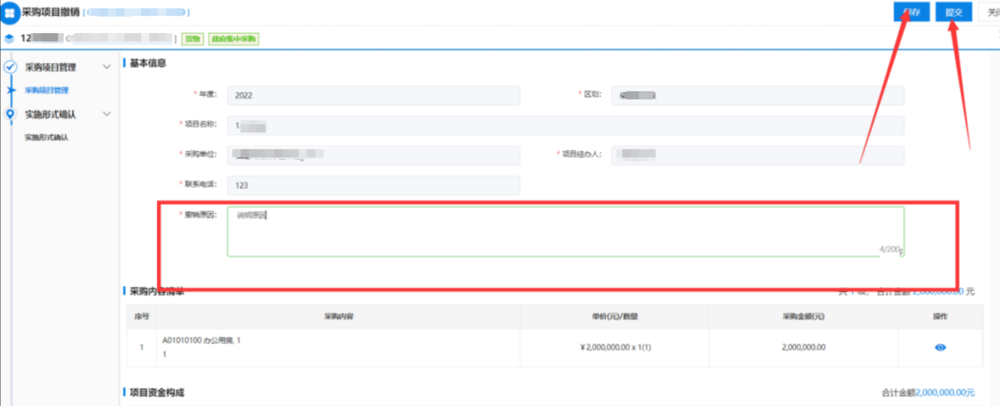 采购项目撤销 [ ]
保存 提交 关闭
12 ] 货物 政府集中采购
采购项目管理
采购项目管理
实施形式确认
实施形式确认
基本信息
* 年度: 2022 * 区划:
* 项目名称: 1
* 采购单位: * 项目经办人:
* 联系电话: 123
* 撤销原因: 说明原因
4/200
采购内容清单 共 1 项, 合计金额 2,000,000.00 元
序号 采购内容 单价(元)/数量 采购金额(元) 操作
1 A01010100 办公用房, 1 ¥2,000,000.00 x 1(1) 2,000,000.00
1
项目资金构成 合计金额2,000,000.00元